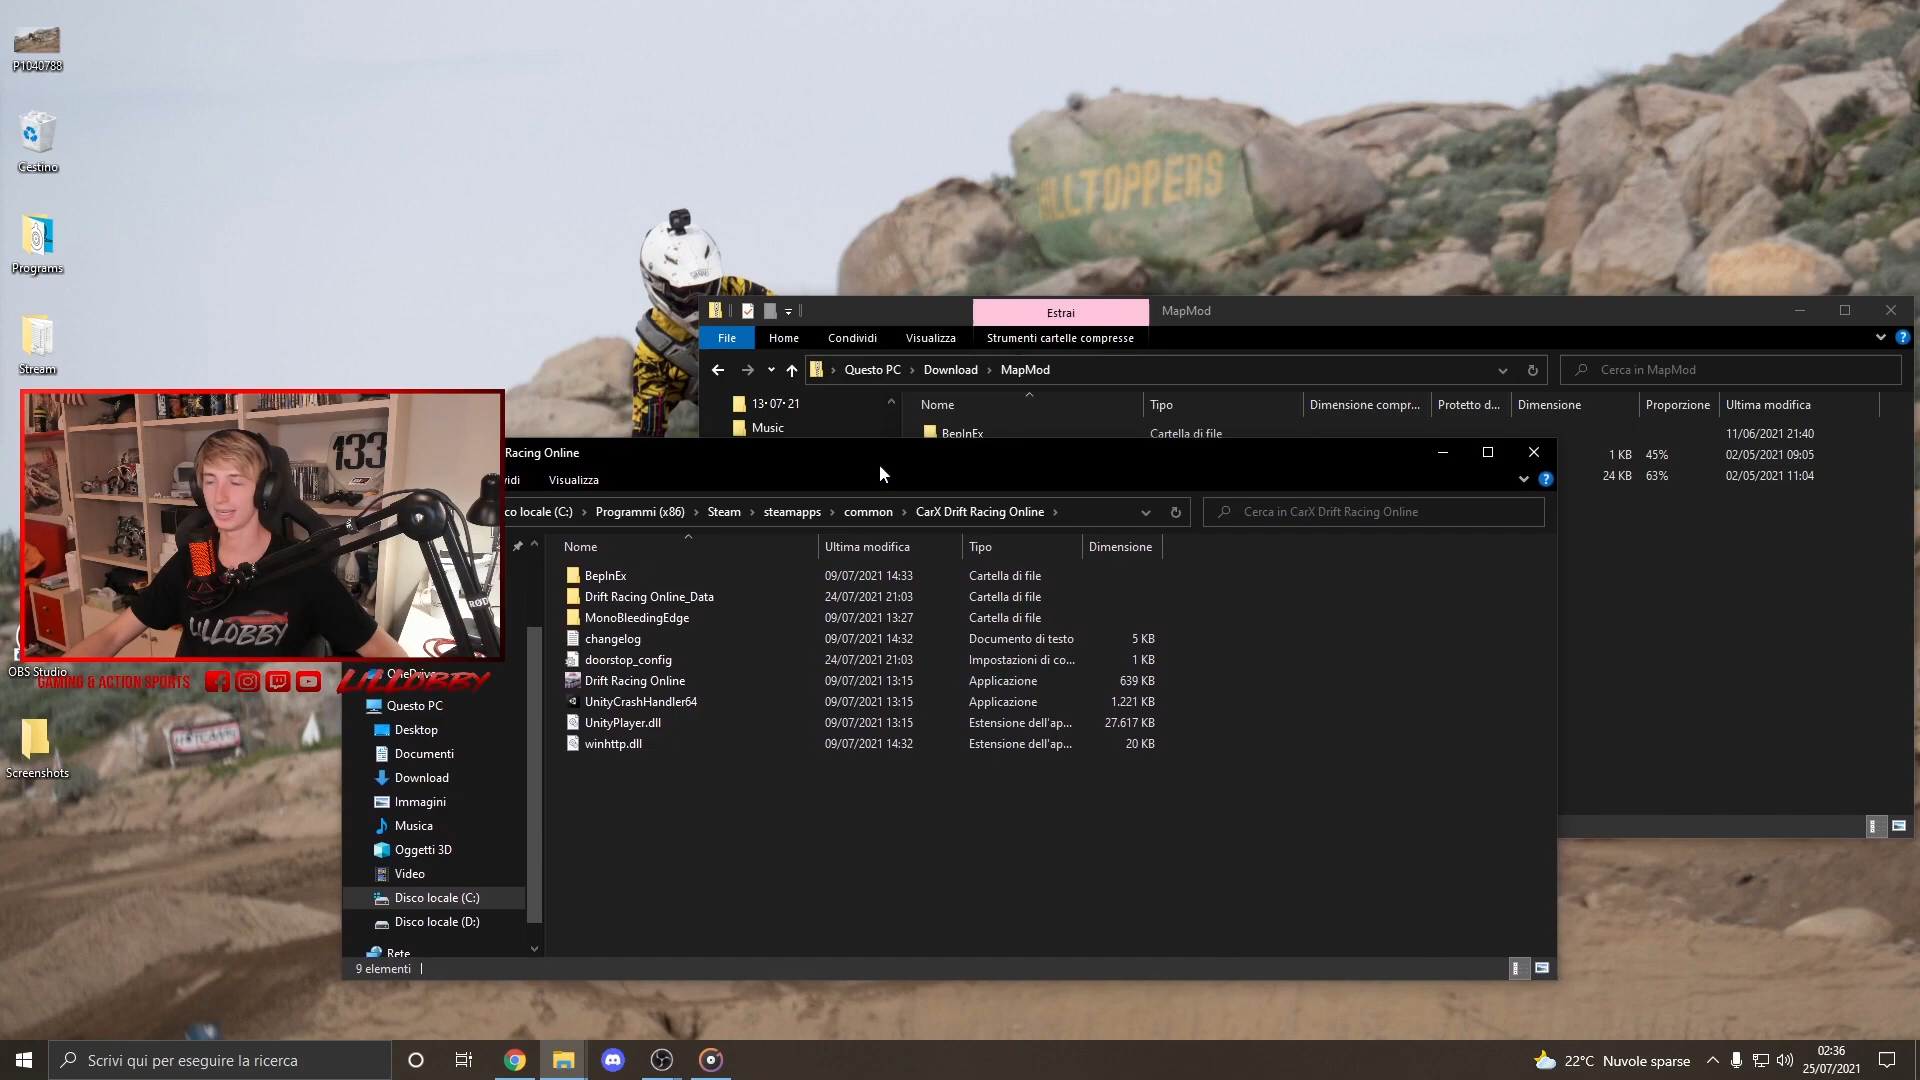 P1040788
Cestino
Programs
Stream
OBS Studio
Screenshots
HILLTOPPERS
Estrai
MapMod
File
Home
Condividi
Visualizza
Strumenti cartelle compresse
Questo PC
Download
MapMod
Cerca in MapMod
13•07•21
Music
Nome
Tipo
Dimensione compr...
Protetto d...
Dimensione
Proporzione
Ultima modifica
BepInEx
Cartella di file
11/06/2021 21:40
1 KB
45%
02/05/2021 09:05
24 KB
63%
02/05/2021 11:04
133
RØDE
LILLOBBY
GAMING & ACTION SPORTS
LILLOBBY
Racing Online
vidi
Visualizza
co locale (C:)
Programmi (x86)
Steam
steamapps
common
CarX Drift Racing Online
Cerca in CarX Drift Racing Online
Nome
Ultima modifica
Tipo
Dimensione
BepInEx
09/07/2021 14:33
Cartella di file
Drift Racing Online_Data
24/07/2021 21:03
Cartella di file
MonoBleedingEdge
09/07/2021 13:27
Cartella di file
changelog
09/07/2021 14:32
Documento di testo
5 KB
doorstop_config
24/07/2021 21:03
Impostazioni di co...
1 KB
Drift Racing Online
09/07/2021 13:15
Applicazione
639 KB
UnityCrashHandler64
09/07/2021 13:15
Applicazione
1.221 KB
UnityPlayer.dll
09/07/2021 13:15
Estensione dell'ap...
27.617 KB
winhttp.dll
09/07/2021 14:32
Estensione dell'ap...
20 KB
OneDrive
Questo PC
Desktop
Documenti
Download
Immagini
Musica
Oggetti 3D
Video
Disco locale (C:)
Disco locale (D:)
Rete
9 elementi
Scrivi qui per eseguire la ricerca
22°C Nuvole sparse
02:36
25/07/2021